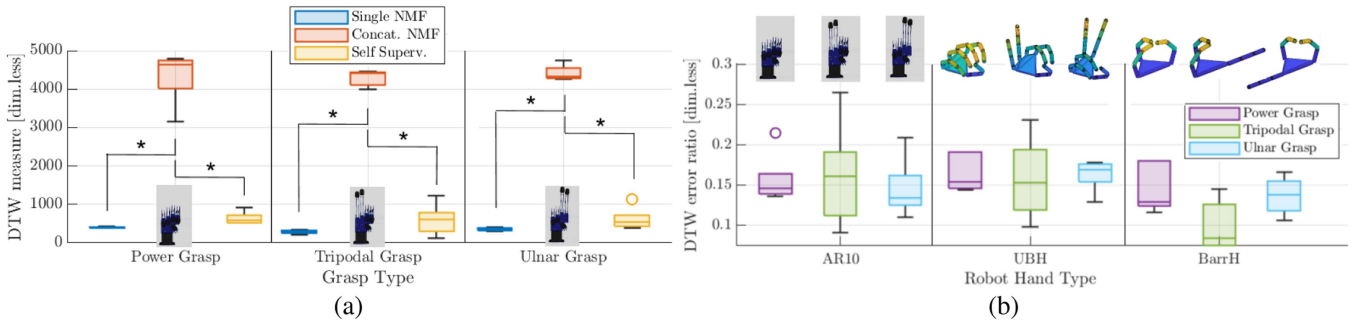 Single NMF
Concat. NMF
Self Superv.
DTW measure [dim.less]
5000
4000
3000
2000
1000
0
*
*
*
*
*
*
Power Grasp
Tripodal Grasp
Ulnar Grasp
Grasp Type
(a)
DTW error ratio [dim.less]
0.3
0.25
0.2
0.15
0.1
Power Grasp
Tripodal Grasp
Ulnar Grasp
AR10
UBH
BarrH
Robot Hand Type
(b)